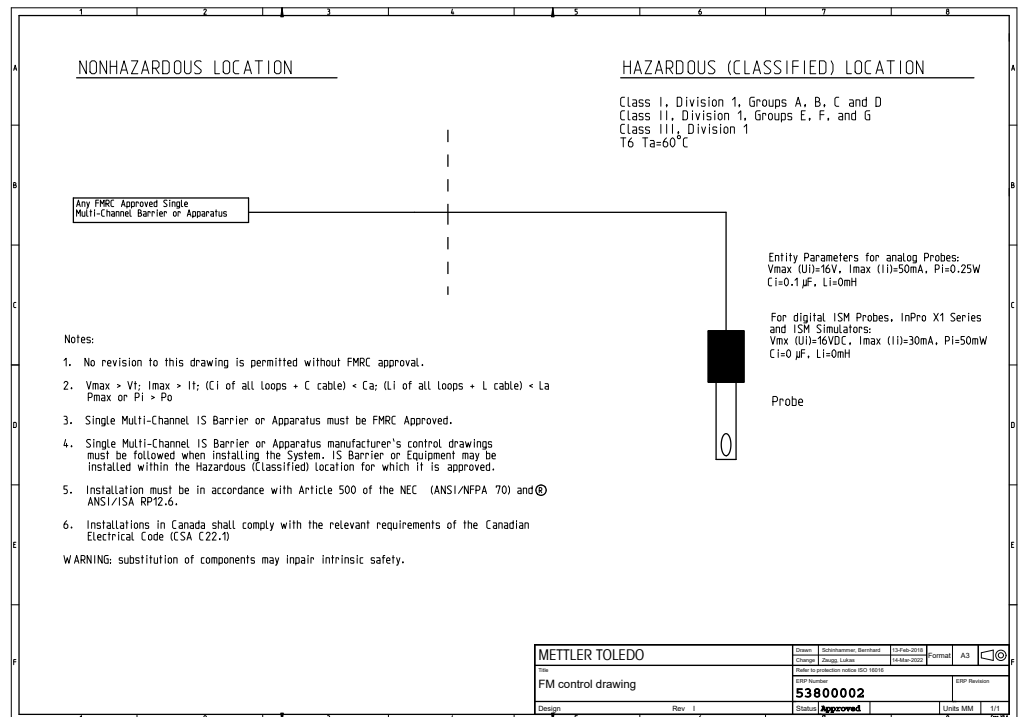 1 2 3 4 5 6 7 8
A A
NONHAZARDOUS LOCATION
HAZARDOUS (CLASSIFIED) LOCATION
Class I, Division 1, Groups A, B, C and D
Class II, Division 1, Groups E, F, and G
Class III, Division 1
T6 Ta=60°C
B B
Any FMRC Approved Single
Multi-Channel Barrier or Apparatus
Entity Parameters for analog Probes:
Vmax (Ui)=16V, Imax (Ii)=50mA, Pi=0.25W
Ci=0.1 µF, Li=0mH
C C
For digital ISM Probes, InPro X1 Series
and ISM Simulators:
Vmx (Ui)=16VDC, Imax (Ii)=30mA, Pi=50mW
Ci=0 µF, Li=0mH
Probe
Notes:
1. No revision to this drawing is permitted without FMRC approval.
2. Vmax > Vt; Imax > It; (Ci of all loops + C cable) < Ca; (Li of all loops + L cable) < La
Pmax or Pi > Po
D D
3. Single Multi-Channel IS Barrier or Apparatus must be FMRC Approved.
4. Single Multi-Channel IS Barrier or Apparatus manufacturer's control drawings
must be followed when installing the System. IS Barrier or Equipment may be
installed within the Hazardous (Classified) location for which it is approved.
5. Installation must be in accordance with Article 500 of the NEC (ANSI/NFPA 70) and ®
ANSI/ISA RP12.6.
6. Installations in Canada shall comply with the relevant requirements of the Canadian
Electrical Code (CSA C22.1)
E E
WARNING: substitution of components may inpair intrinsic safety.
F F
METTLER TOLEDO
Drawn Schinhammer, Bernhard 13-Feb-2018
Change Zaugg, Lukas 14-Mar-2022
Format A3
Title
FM control drawing
Refer to protection notice ISO 16016
ERP Number
53800002
ERP Revision
Design Rev I
Status Approved
Units MM 1/1